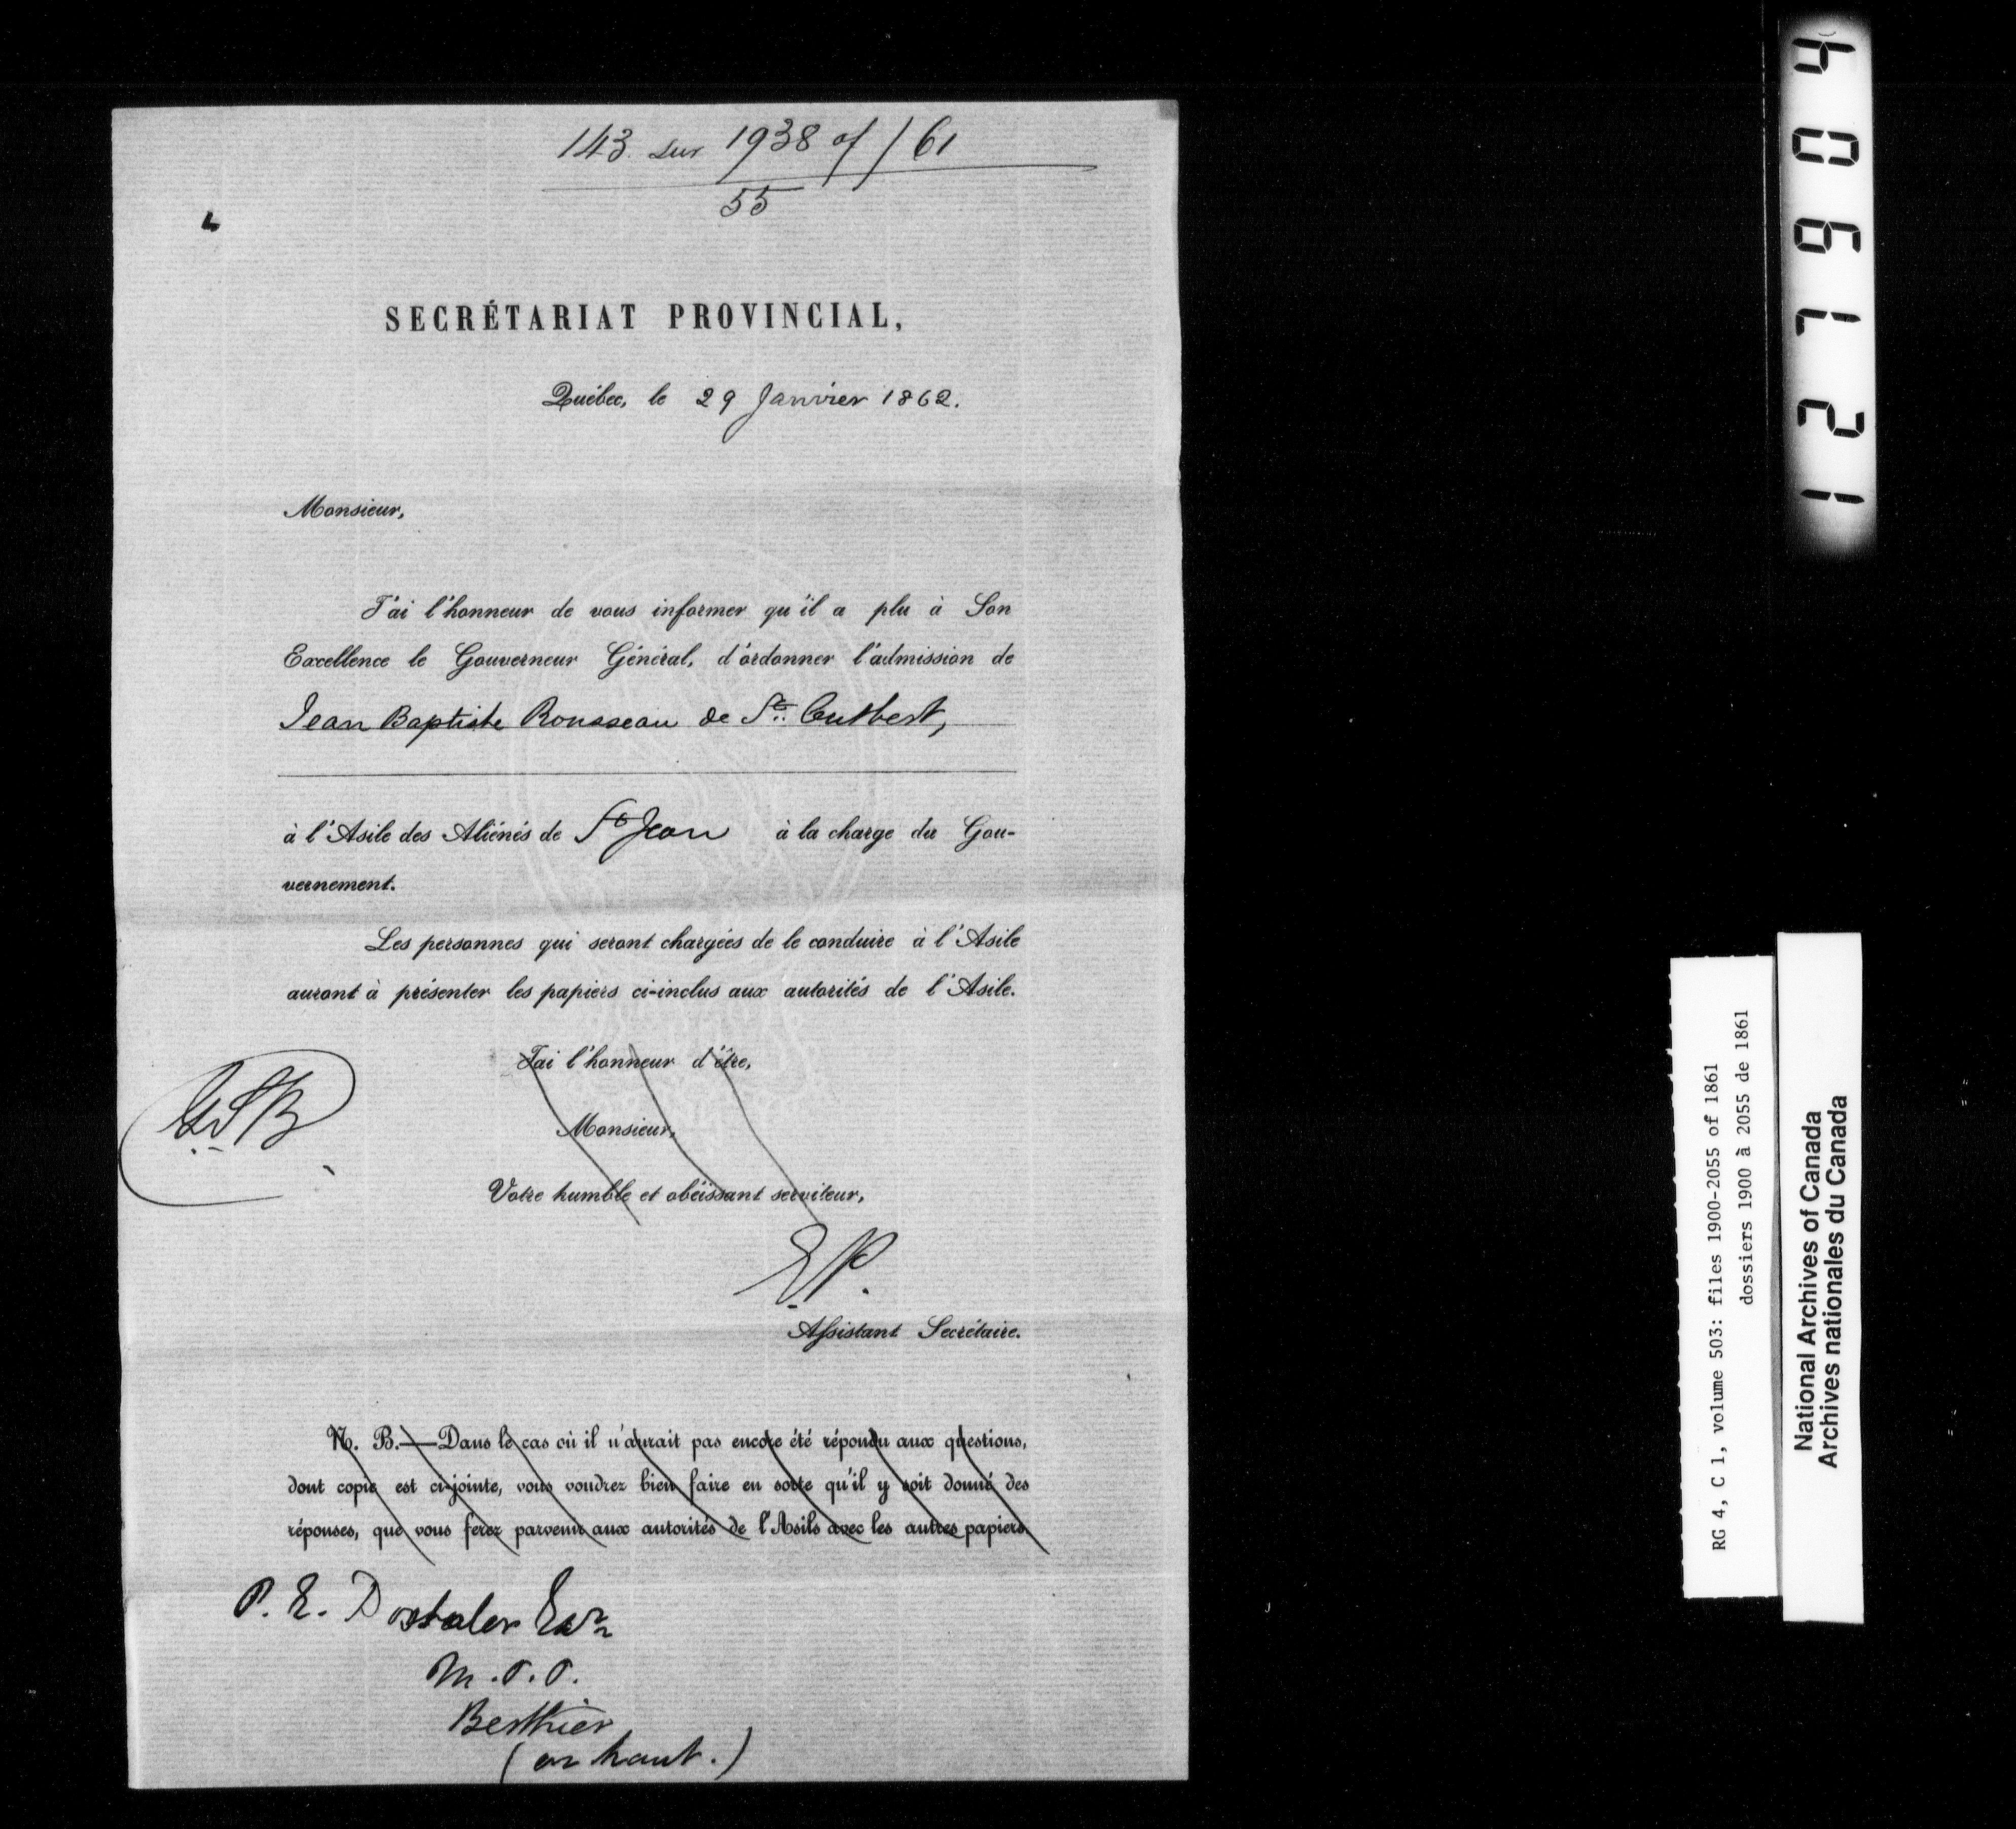 143 sur 1938 of / 61
55
SECRÉTARIAT PROVINCIAL,
Québec, le 29 Janvier 1862.
Monsieur,
J'ai l'honneur de vous informer qu'il a plu à Son
Excellence le Gouverneur Général, d'ordonner l'admission de
Jean Baptiste Rousseau de St. Cuthbert,
à l'Asile des Aliénés de St Jean à la charge du Gou-
vernement.
Les personnes qui seront chargées de le conduire à l'Asile
auront à présenter les papiers ci-inclus aux autorités de l'Asile.
J'ai l'honneur d'être,
Monsieur,
Votre humble et obéissant serviteur,
E.P.
Assistant Secrétaire.
N. B.—Dans le cas où il n'aurait pas encore été répondu aux questions,
dont copie est ci-jointe, vous voudrez bien faire en sorte qu'il y soit donné des
réponses, que vous ferez parvenir aux autorités de l'Asils avec les autres papiers.
P. E. Dostaler Ecr
M.P.P.
Berthier
(en haut.)
RG 4, C 1, volume 503: files 1900-2055 of 1861
dossiers 1900 à 2055 de 1861
National Archives of Canada
Archives nationales du Canada